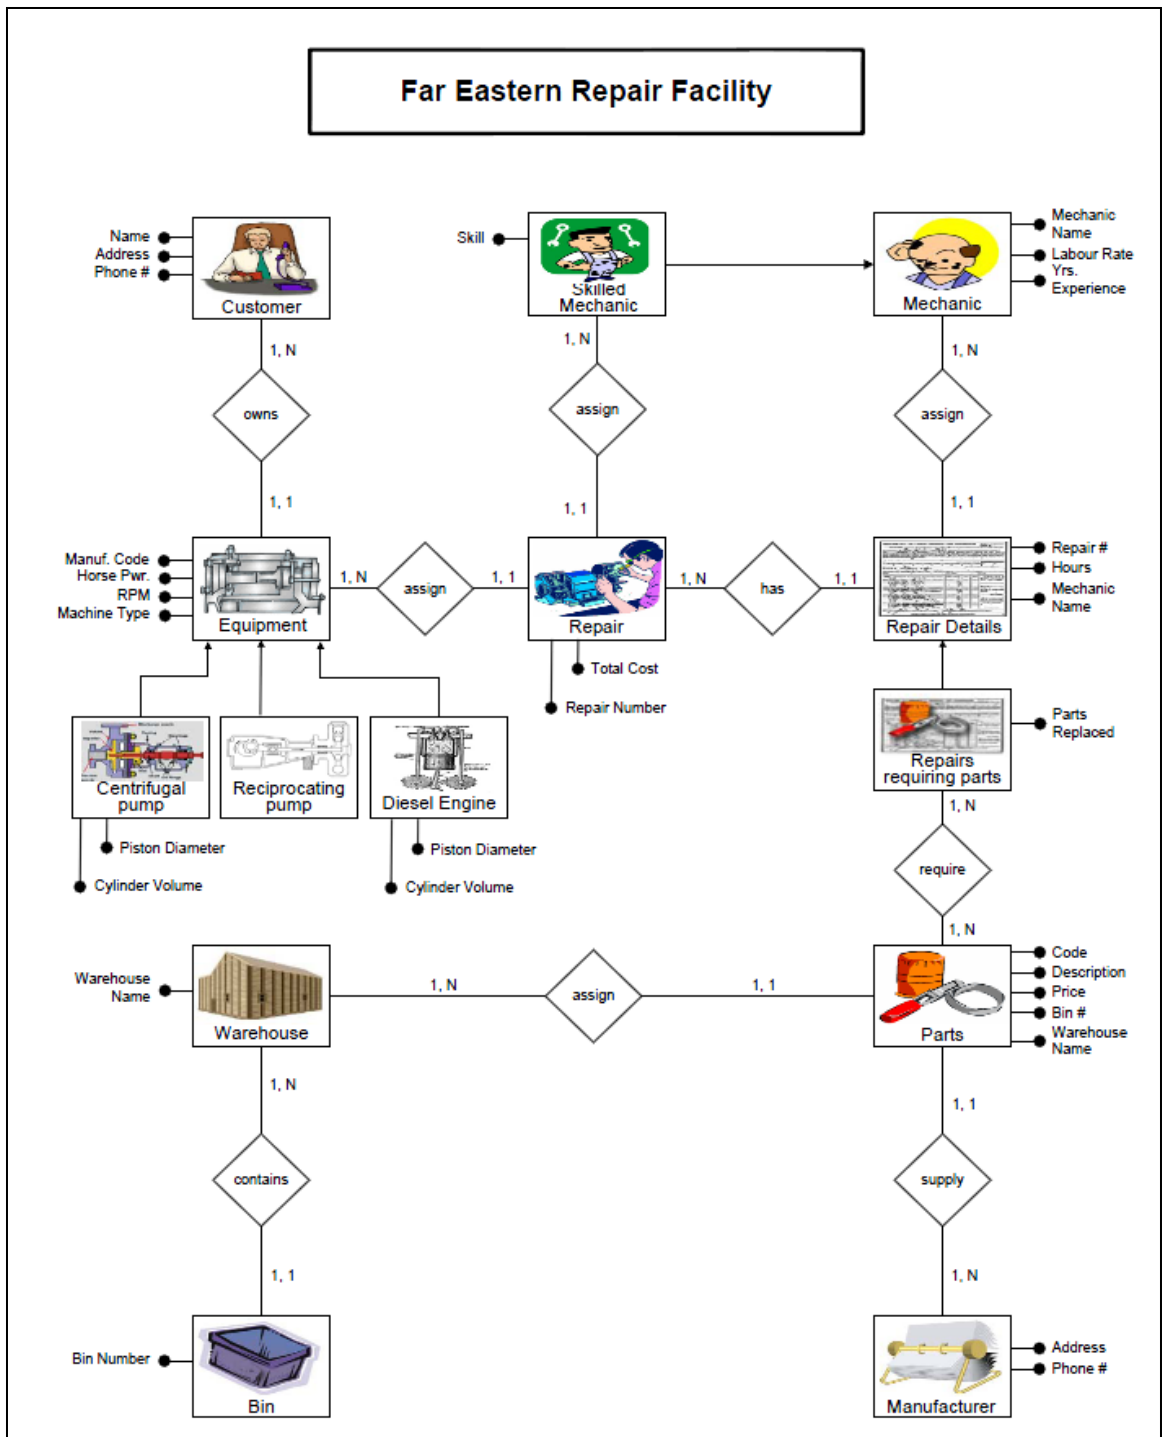 Far Eastern Repair Facility
Name
Address
Phone #
Customer
Skill
Skilled
Mechanic
Mechanic
Mechanic
Name
Labour Rate
Yrs.
Experience
1, N
1, N
1, N
owns
assign
assign
1, 1
1, 1
1, 1
Manuf. Code
Horse Pwr.
RPM
Machine Type
Equipment
1, N
assign
1, 1
Repair
1, N
has
1, 1
Repair Details
Repair #
Hours
Mechanic
Name
Total Cost
Repair Number
Centrifugal
pump
Reciprocating
pump
Diesel Engine
Repairs
requiring parts
Parts
Replaced
Piston Diameter
Cylinder Volume
Piston Diameter
Cylinder Volume
1, N
require
1, N
Warehouse
Name
Warehouse
1, N
assign
1, 1
Parts
Code
Description
Price
Bin #
Warehouse
Name
1, N
1, 1
contains
supply
1, 1
1, N
Bin Number
Bin
Manufacturer
Address
Phone #